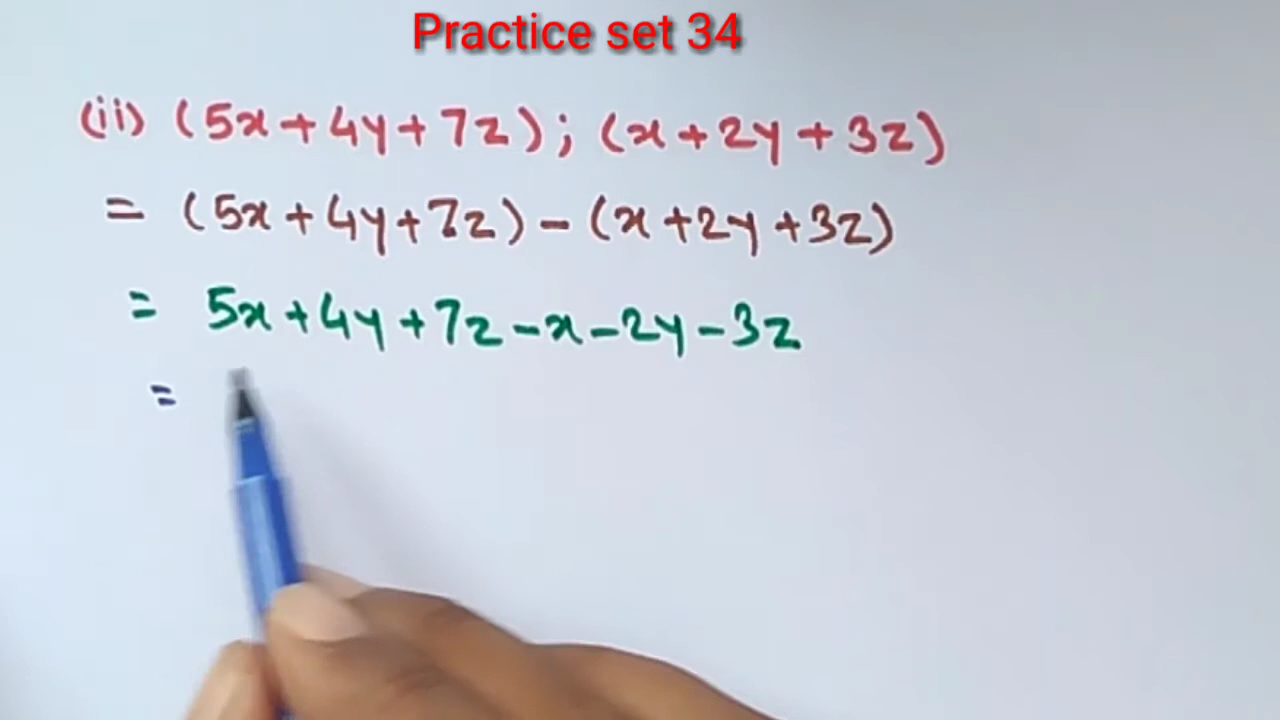 Practice set 34
(ii) (5x+4y+7z); (x+2y+3z)
= (5x+4y+7z)-(x+2y+3z)
= 5x+4y+7z-x-2y-3z
=